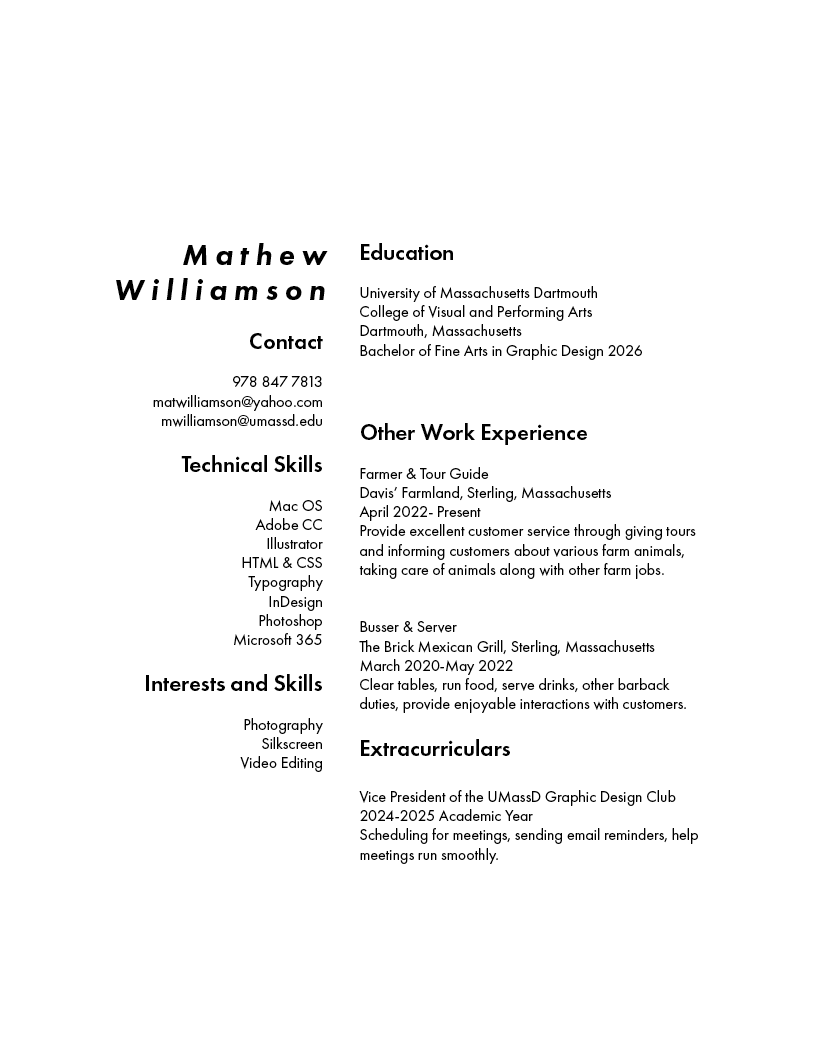 Mathew
Williamson
Contact
978 847 7813
matwilliamson@yahoo.com
mwilliamson@umassd.edu
Technical Skills
Mac OS
Adobe CC
Illustrator
HTML & CSS
Typography
InDesign
Photoshop
Microsoft 365
Interests and Skills
Photography
Silkscreen
Video Editing
Education
University of Massachusetts Dartmouth
College of Visual and Performing Arts
Dartmouth, Massachusetts
Bachelor of Fine Arts in Graphic Design 2026
Other Work Experience
Farmer & Tour Guide
Davis’ Farmland, Sterling, Massachusetts
April 2022- Present
Provide excellent customer service through giving tours
and informing customers about various farm animals,
taking care of animals along with other farm jobs.
Busser & Server
The Brick Mexican Grill, Sterling, Massachusetts
March 2020-May 2022
Clear tables, run food, serve drinks, other barback
duties, provide enjoyable interactions with customers.
Extracurriculars
Vice President of the UMassD Graphic Design Club
2024-2025 Academic Year
Scheduling for meetings, sending email reminders, help
meetings run smoothly.